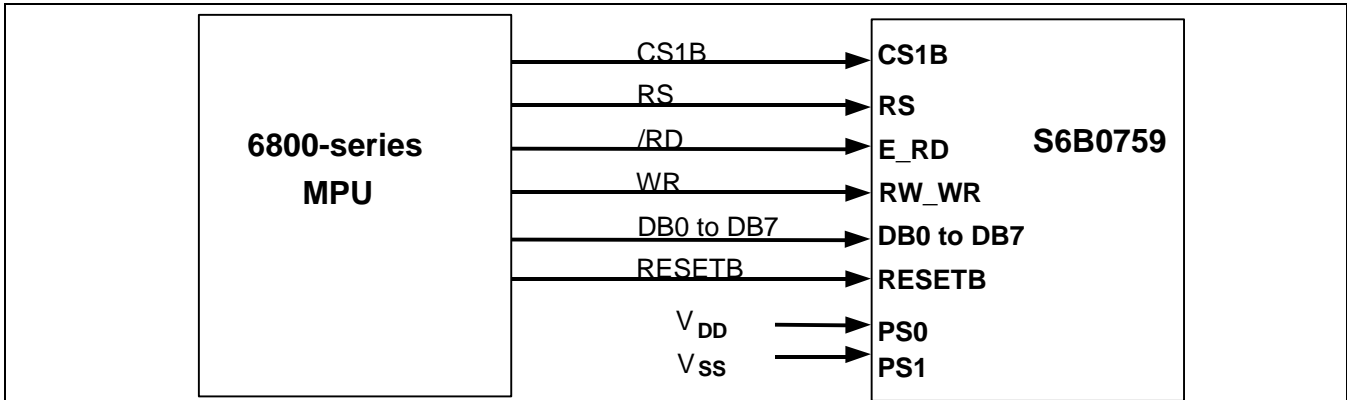 6800-series
MPU
CS1B
RS
/RD
WR
DB0 to DB7
RESETB
VDD
VSS
CS1B
RS
E_RD
RW_WR
DB0 to DB7
RESETB
PS0
PS1
S6B0759